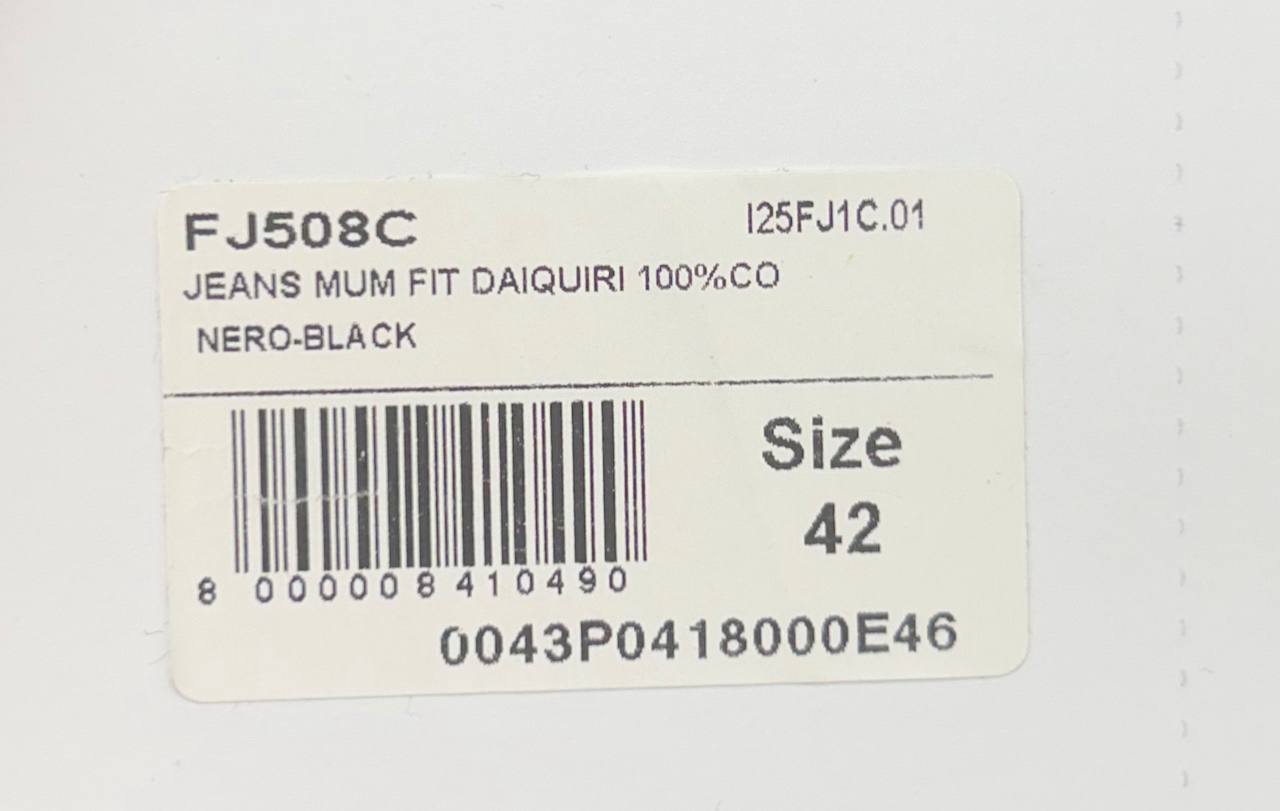 FJ508C I25FJ1C.01
JEANS MUM FIT DAIQUIRI 100%CO
NERO-BLACK
Size
42
8 000008 410490
0043P0418000E46